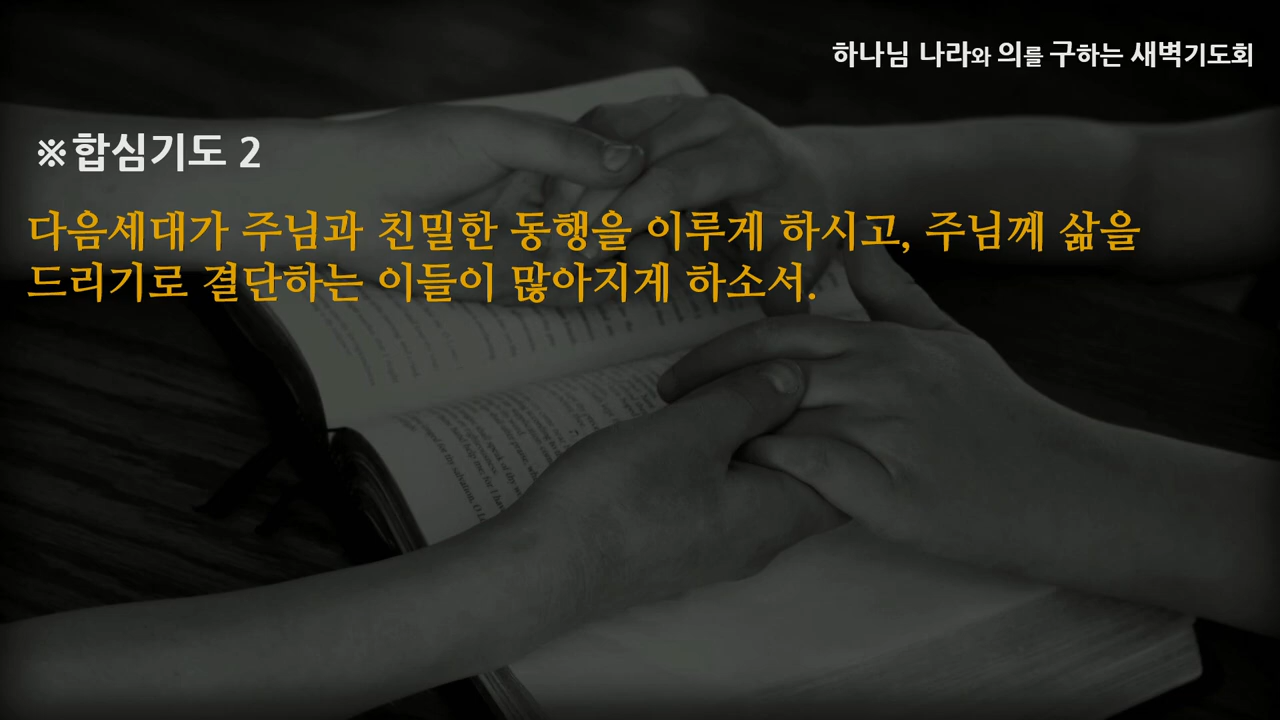 하나님 나라와 의를 구하는 새벽기도회
※합심기도 2
다음세대가 주님과 친밀한 동행을 이루게 하시고, 주님께 삶을
드리기로 결단하는 이들이 많아지게 하소서.